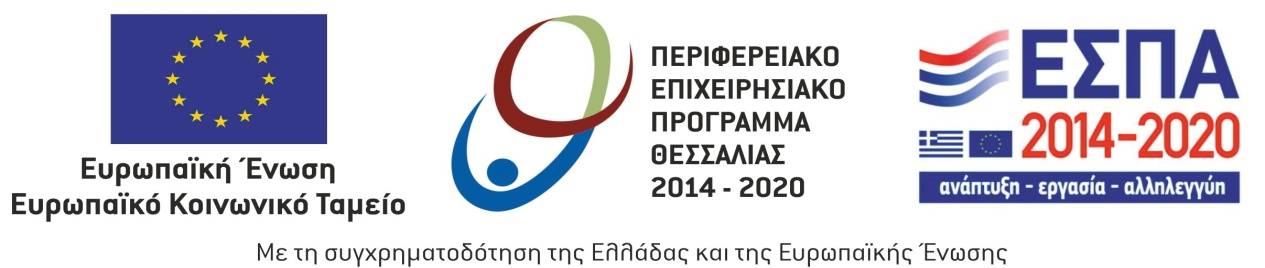 Ευρωπαϊκή Ένωση
Ευρωπαϊκό Κοινωνικό Ταμείο
ΠΕΡΙΦΕΡΕΙΑΚΟ
ΕΠΙΧΕΙΡΗΣΙΑΚΟ
ΠΡΟΓΡΑΜΜΑ
ΘΕΣΣΑΛΙΑΣ
2014 - 2020
ΕΣΠΑ
2014-2020
ανάπτυξη - εργασία - αλληλεγγύη
Με τη συγχρηματοδότηση της Ελλάδας και της Ευρωπαϊκής Ένωσης